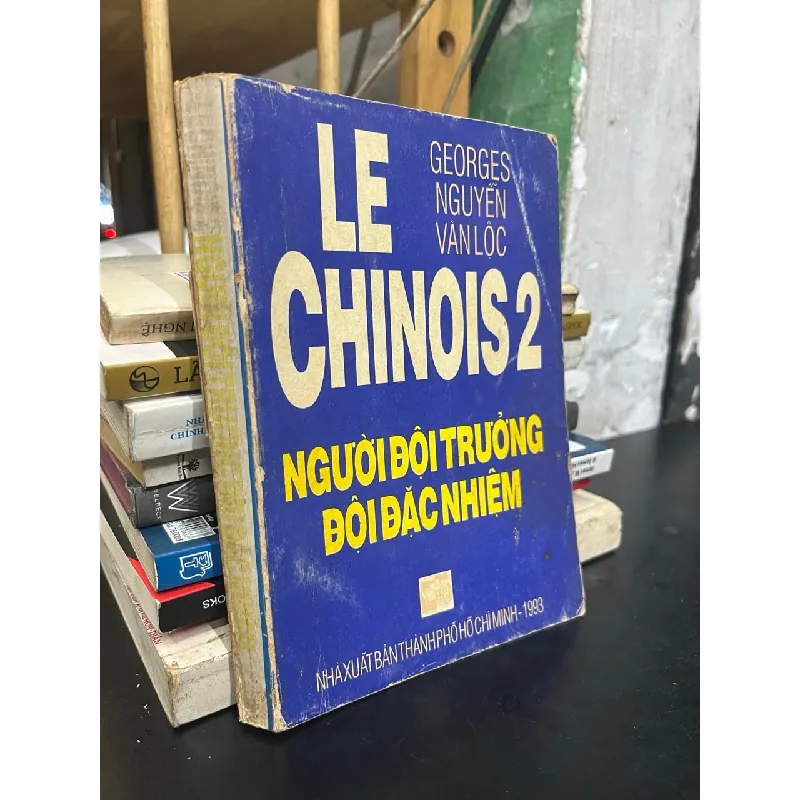 LE
CHINOIS 2
GEORGES
NGUYỄN
VĂN LỘC
NGƯỜI ĐỘI TRƯỞNG
ĐỘI ĐẶC NHIỆM
NHÀ XUẤT BẢN THÀNH PHỐ HỒ CHÍ MINH - 1993
NGHỆ